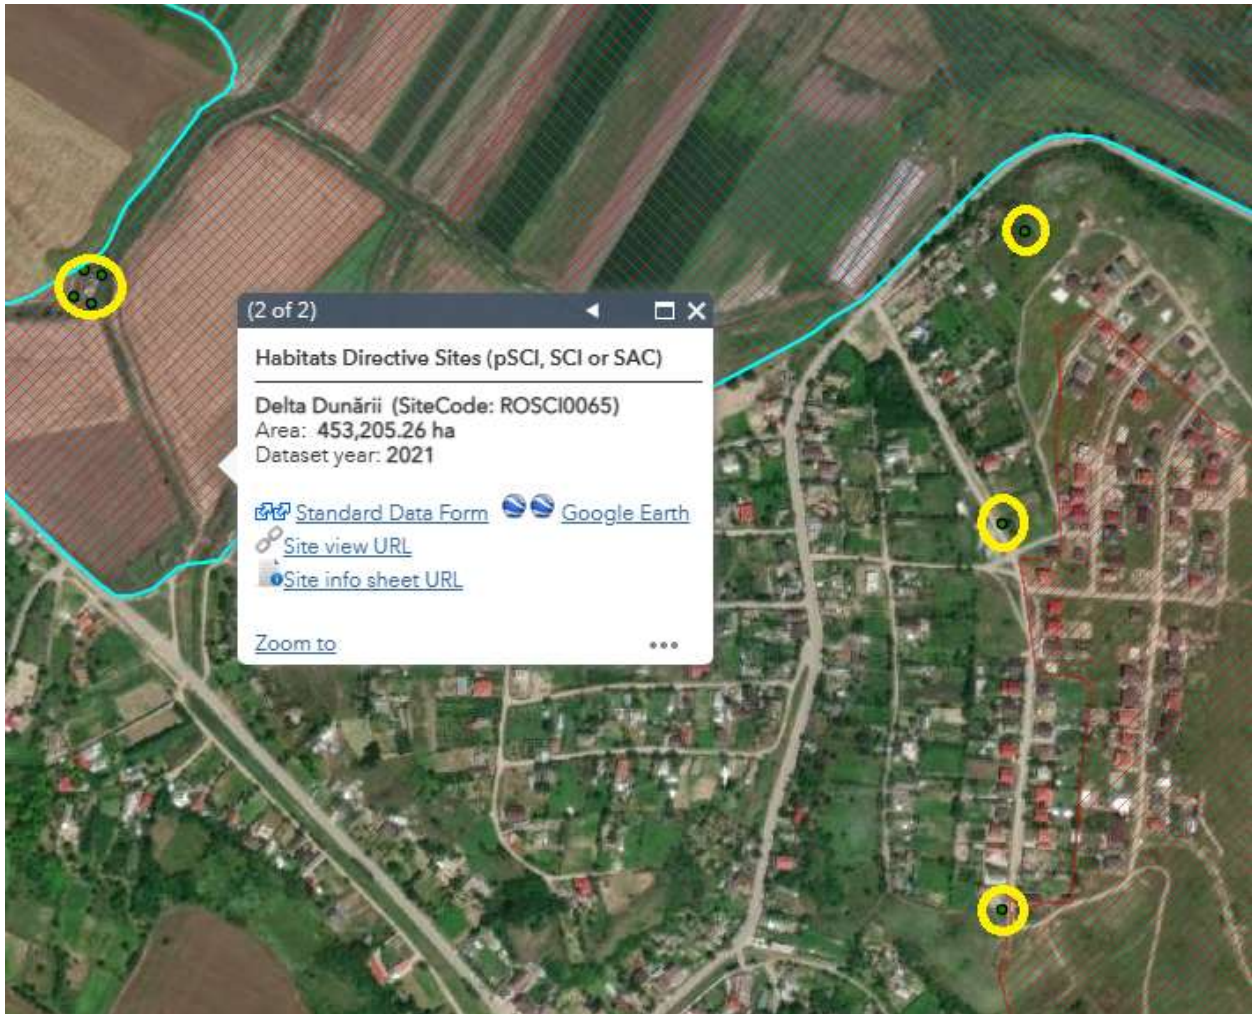 (2 of 2)
Habitats Directive Sites (pSCI, SCI or SAC)
Delta Dunării (SiteCode: ROSCI0065)
Area: 453,205.26 ha
Dataset year: 2021
Standard Data Form Google Earth
Site view URL
Site info sheet URL
Zoom to